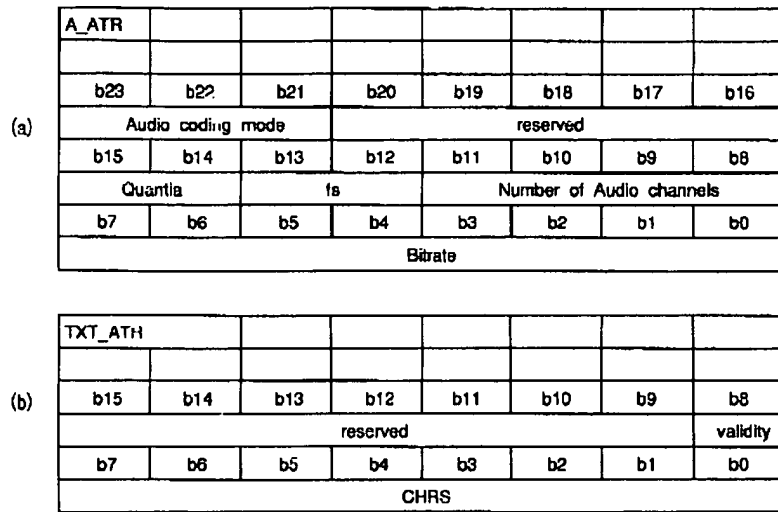 A_ATR
b23 b22 b21 b20 b19 b18 b17 b16
Audio coding mode reserved
(a)
b15 b14 b13 b12 b11 b10 b9 b8
Quantia fs Number of Audio channels
b7 b6 b5 b4 b3 b2 b1 b0
Bitrate
TXT_ATR
(b)
b15 b14 b13 b12 b11 b10 b9 b8
reserved validity
b7 b6 b5 b4 b3 b2 b1 b0
CHRS